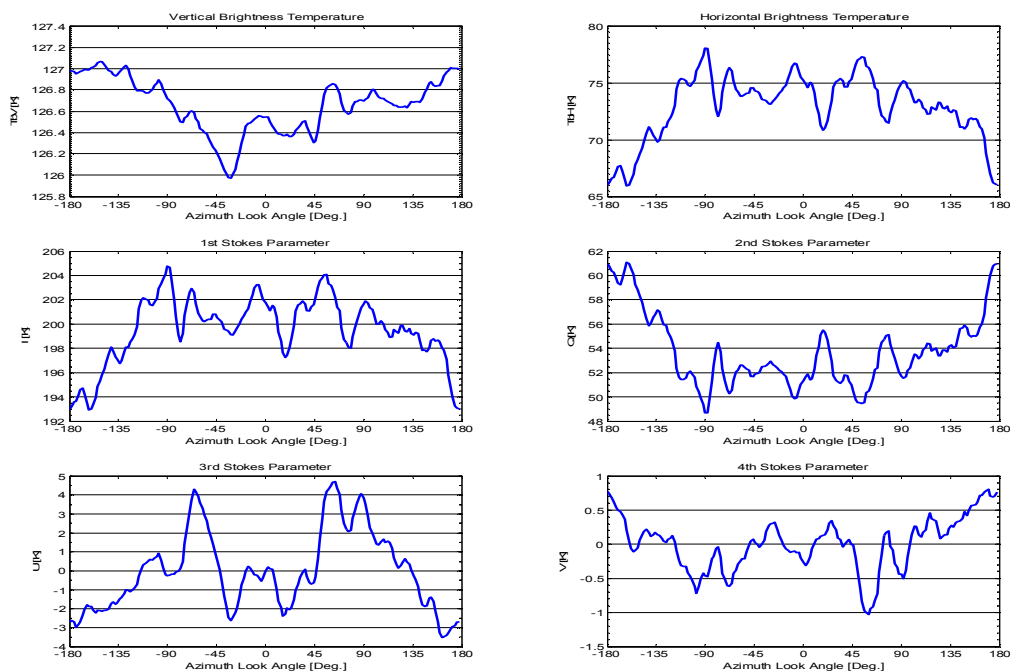 Vertical Brightness Temperature
127.4
127.2
127
126.8
126.6
126.4
126.2
126
125.8
-180 -135 -90 -45 0 45 90 135 180
Azimuth Look Angle [Deg.]
Horizontal Brightness Temperature
80
75
70
65
-180 -135 -90 -45 0 45 90 135 180
Azimuth Look Angle [Deg.]
1st Stokes Parameter
206
204
202
200
198
196
194
192
I [K]
-180 -135 -90 -45 0 45 90 135 180
Azimuth Look Angle [Deg.]
2nd Stokes Parameter
62
60
58
56
54
52
50
48
Q[K]
-180 -135 -90 -45 0 45 90 135 180
Azimuth Look Angle [Deg.]
3rd Stokes Parameter
5
4
3
2
1
0
-1
-2
-3
-4
U[K]
-180 -135 -90 -45 0 45 90 135 180
Azimuth Look Angle [Deg.]
4th Stokes Parameter
1
0.5
0
-0.5
-1
-1.5
V[K]
-180 -135 -90 -45 0 45 90 135 180
Azimuth Look Angle [Deg.]